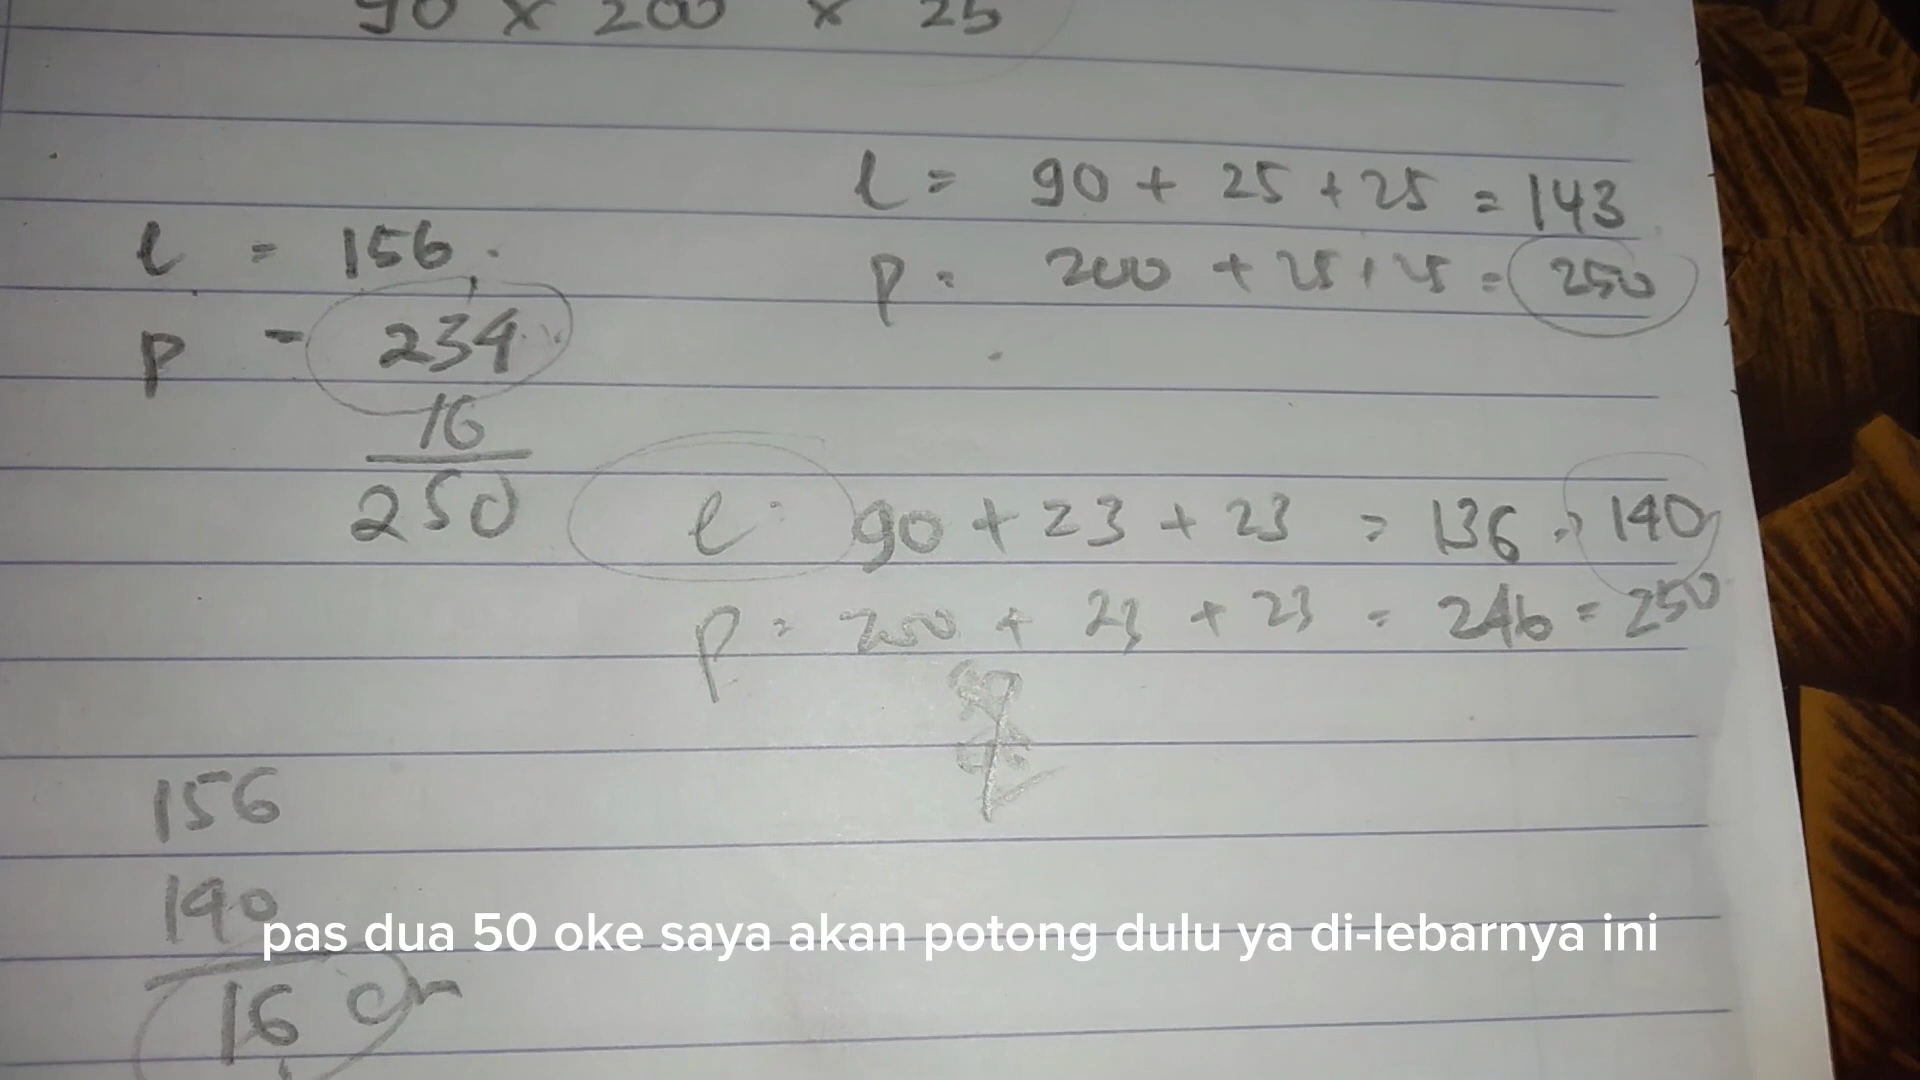 90 x 200 x 25
l = 90 + 25 + 25 = 143
p = 200 + 25 + 25 = 250
l = 156
p = 234
16
250
l = 90 + 23 + 23 = 136 = 140
p = 200 + 23 + 23 = 246 = 250
156
140
16 cm
pas dua 50 oke saya akan potong dulu ya di-lebarnya ini